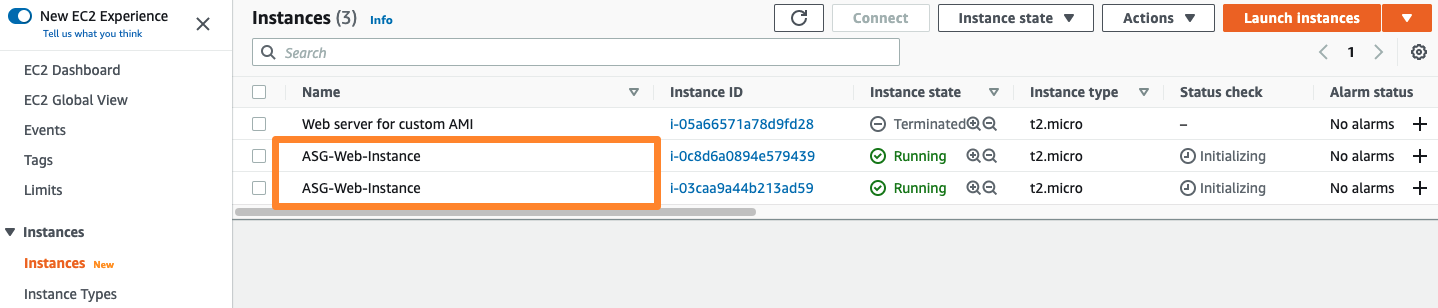 New EC2 Experience
Tell us what you think
EC2 Dashboard
EC2 Global View
Events
Tags
Limits
Instances
Instances New
Instance Types
Instances (3) Info
Connect Instance state Actions Launch instances
Search
1
Name Instance ID Instance state Instance type Status check Alarm status
Web server for custom AMI i-05a66571a78d9fd28 Terminated t2.micro – No alarms
ASG-Web-Instance i-0c8d6a0894e579439 Running t2.micro Initializing No alarms
ASG-Web-Instance i-03caa9a44b213ad59 Running t2.micro Initializing No alarms